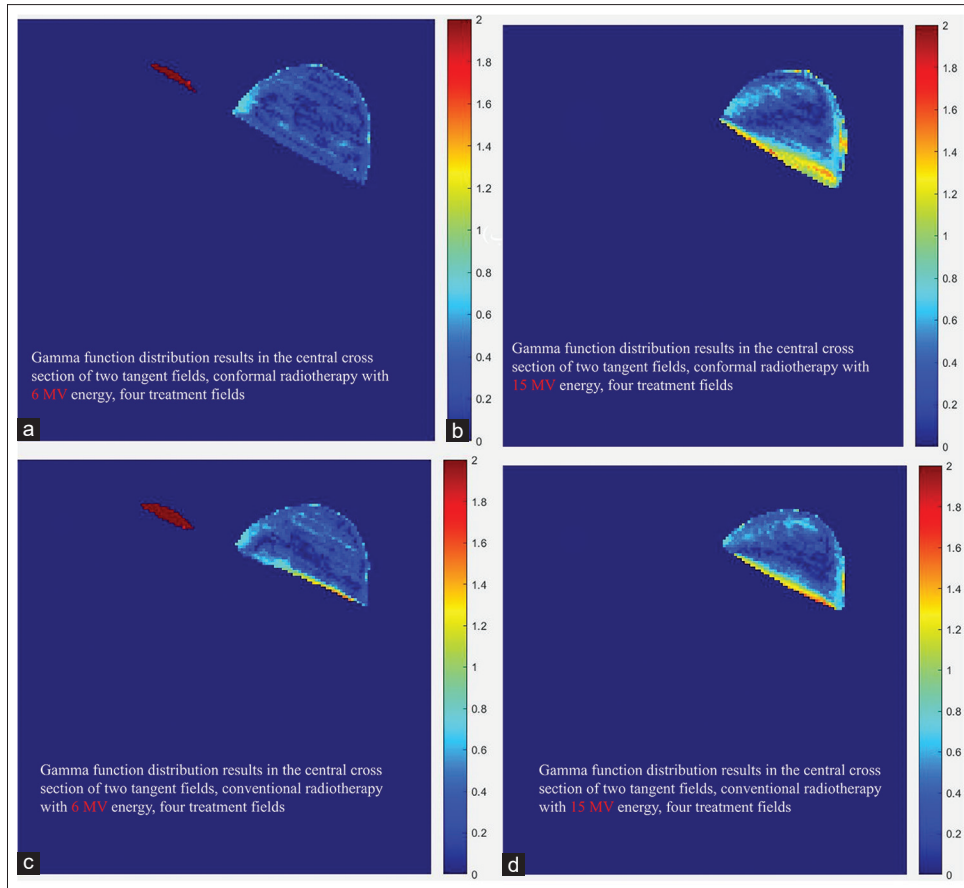 2
1.8
1.6
1.4
1.2
1
0.8
0.6
0.4
0.2
0
Gamma function distribution results in the central cross
section of two tangent fields, conformal radiotherapy with
6 MV energy, four treatment fields
a
2
1.8
1.6
1.4
1.2
1
0.8
0.6
0.4
0.2
0
Gamma function distribution results in the central cross
section of two tangent fields, conformal radiotherapy with
15 MV energy, four treatment fields
b
2
1.8
1.6
1.4
1.2
1
0.8
0.6
0.4
0.2
0
Gamma function distribution results in the central cross
section of two tangent fields, conventional radiotherapy
with 6 MV energy, four treatment fields
c
2
1.8
1.6
1.4
1.2
1
0.8
0.6
0.4
0.2
0
Gamma function distribution results in the central cross
section of two tangent fields, conventional radiotherapy
with 15 MV energy, four treatment fields
d